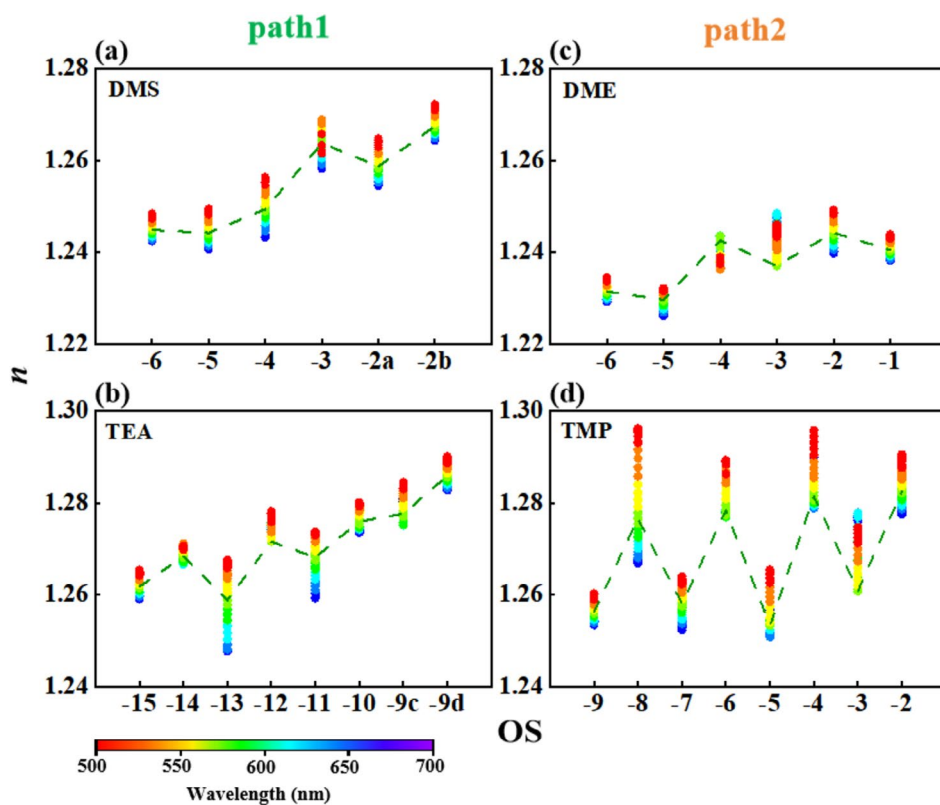 path1
path2
(a)
(c)
1.28
1.26
1.24
1.22
DMS
DME
-6 -5 -4 -3 -2a -2b
-6 -5 -4 -3 -2 -1
n
(b)
(d)
1.30
1.28
1.26
1.24
TEA
TMP
-15 -14 -13 -12 -11 -10 -9c -9d
-9 -8 -7 -6 -5 -4 -3 -2
OS
500 550 600 650 700
Wavelength (nm)
1.28
1.26
1.24
1.22
1.30
1.28
1.26
1.24